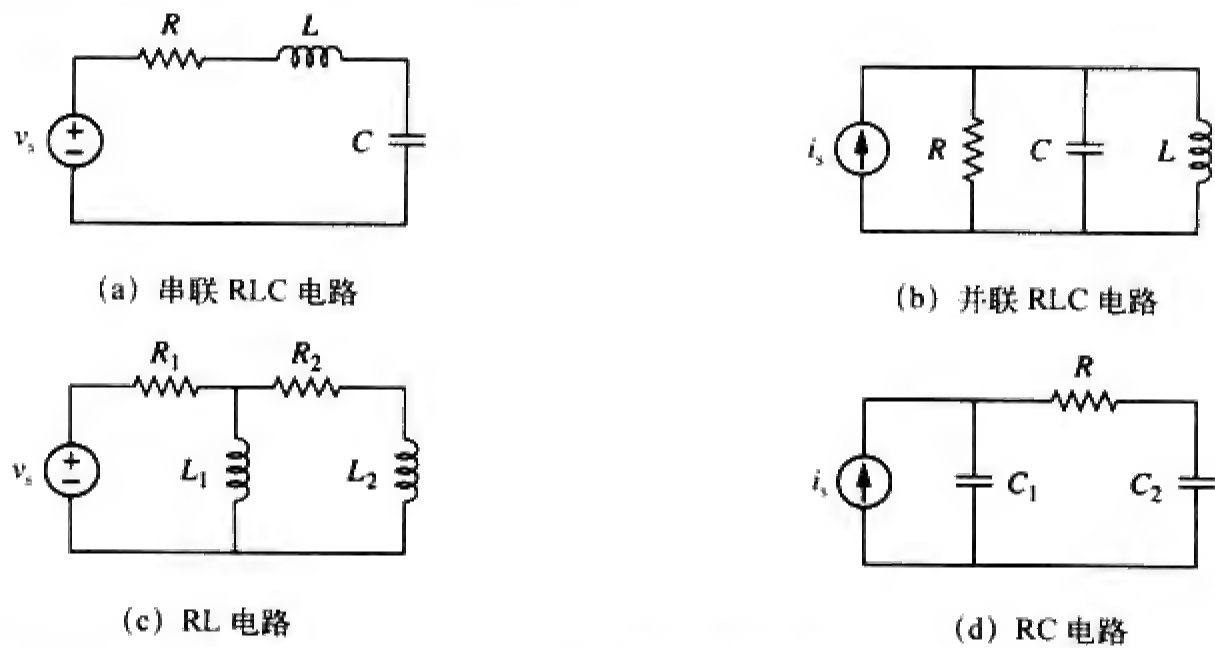 R L
v_s + − C
i_s R C L
(a) 串联 RLC 电路
(b) 并联 RLC 电路
R_1 R_2
v_s + − L_1 L_2
R
i_s C_1 C_2
(c) RL 电路
(d) RC 电路